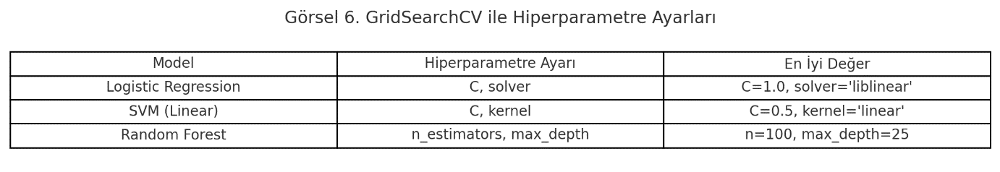 Görsel 6. GridSearchCV ile Hiperparametre Ayarları
Model Hiperparametre Ayarı En İyi Değer
Logistic Regression C, solver C=1.0, solver='liblinear'
SVM (Linear) C, kernel C=0.5, kernel='linear'
Random Forest n_estimators, max_depth n=100, max_depth=25